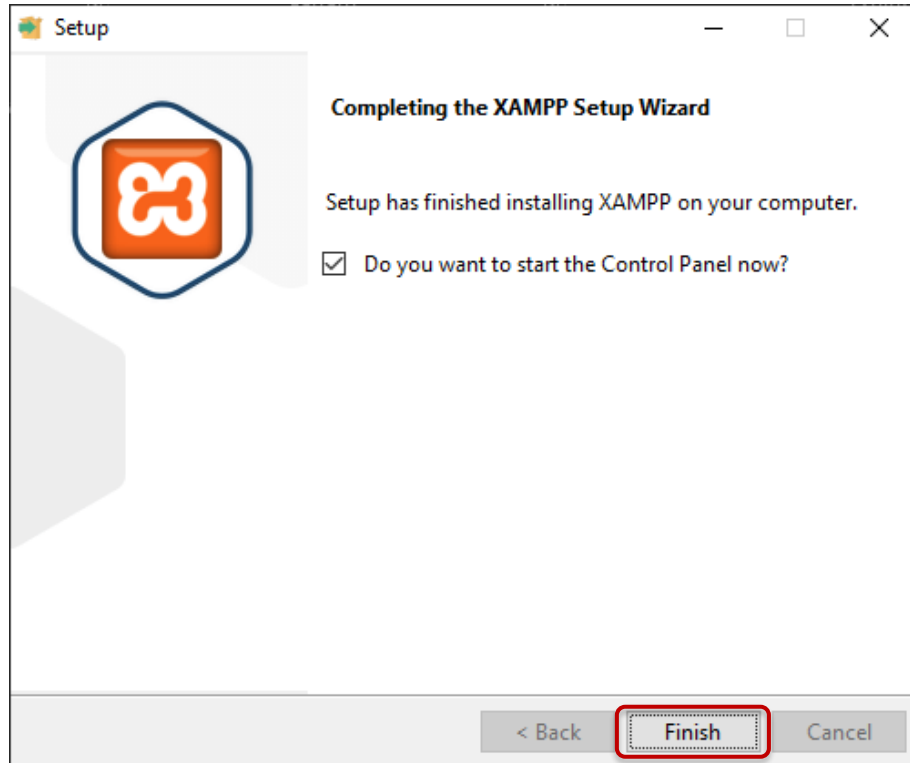 Setup
Completing the XAMPP Setup Wizard
Setup has finished installing XAMPP on your computer.
Do you want to start the Control Panel now?
< Back
Finish
Cancel